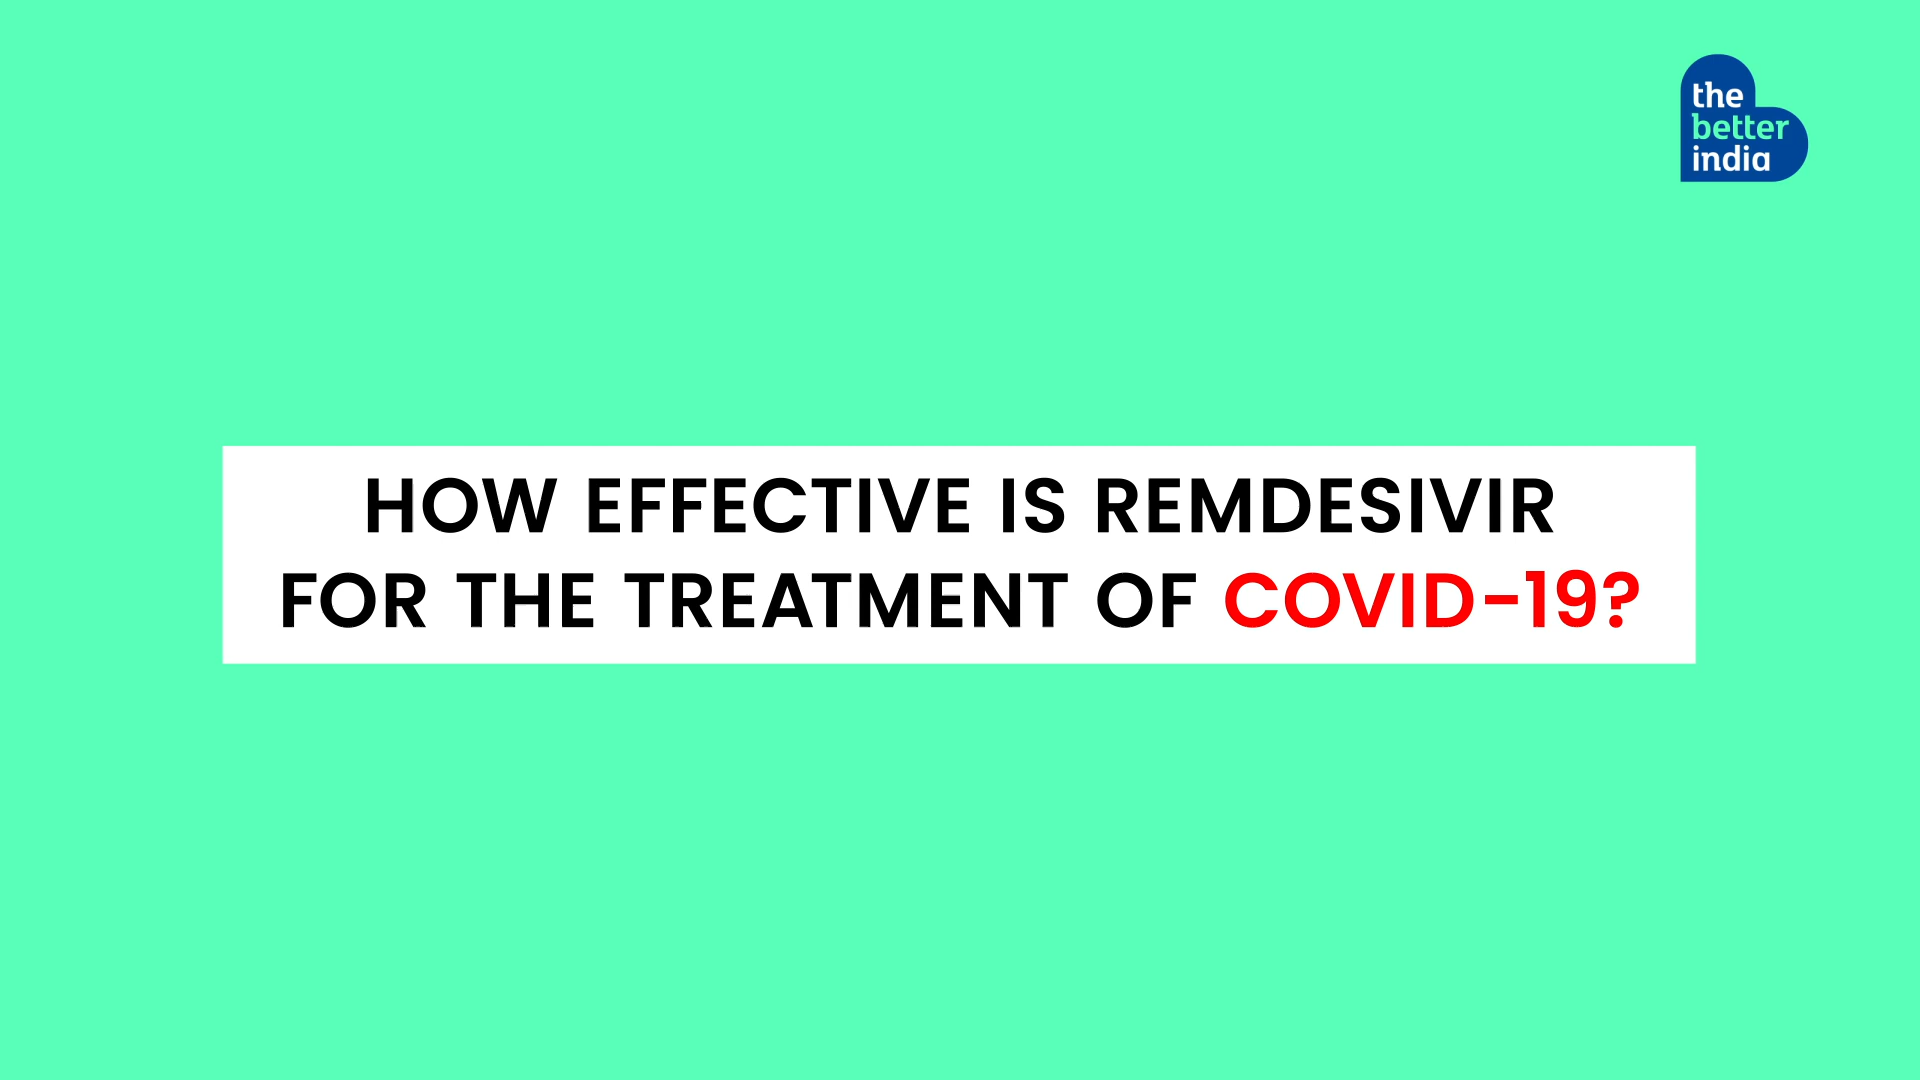 the
better
india
HOW EFFECTIVE IS REMDESIVIR
FOR THE TREATMENT OF COVID-19?